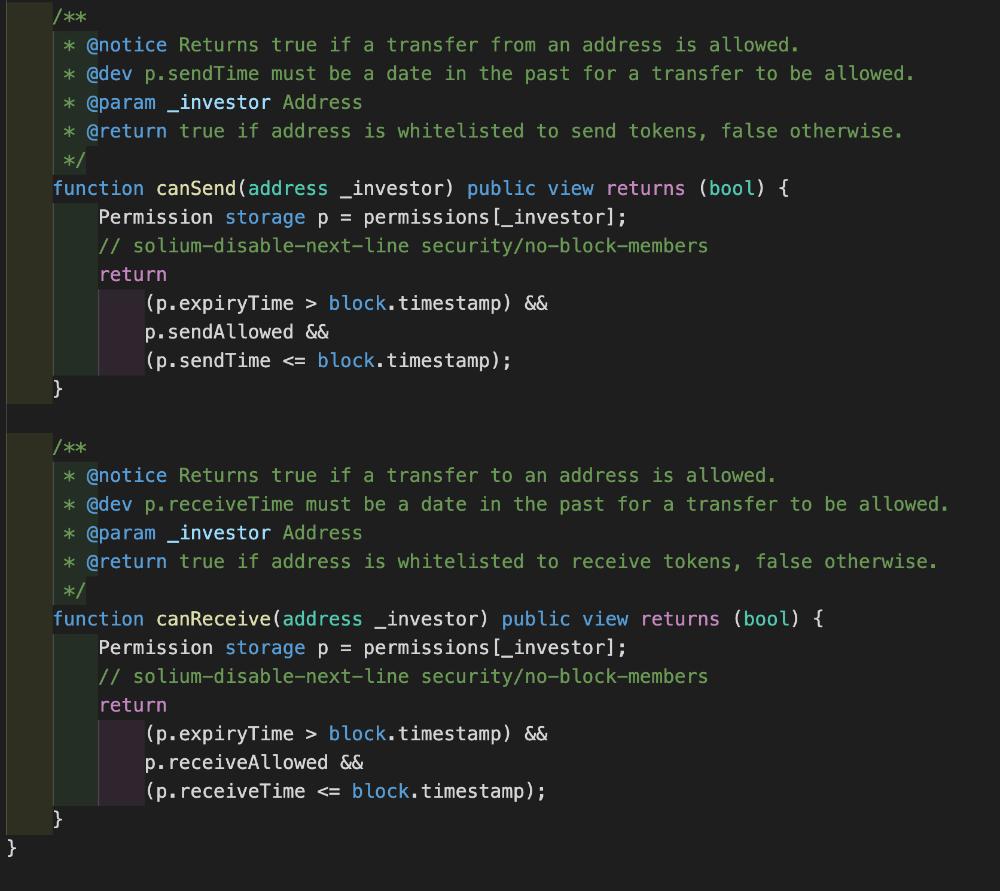 /**
 * @notice Returns true if a transfer from an address is allowed.
 * @dev p.sendTime must be a date in the past for a transfer to be allowed.
 * @param _investor Address
 * @return true if address is whitelisted to send tokens, false otherwise.
 */
function canSend(address _investor) public view returns (bool) {
    Permission storage p = permissions[_investor];
    // solium-disable-next-line security/no-block-members
    return
        (p.expiryTime > block.timestamp) &&
        p.sendAllowed &&
        (p.sendTime <= block.timestamp);
}

/**
 * @notice Returns true if a transfer to an address is allowed.
 * @dev p.receiveTime must be a date in the past for a transfer to be allowed.
 * @param _investor Address
 * @return true if address is whitelisted to receive tokens, false otherwise.
 */
function canReceive(address _investor) public view returns (bool) {
    Permission storage p = permissions[_investor];
    // solium-disable-next-line security/no-block-members
    return
        (p.expiryTime > block.timestamp) &&
        p.receiveAllowed &&
        (p.receiveTime <= block.timestamp);
}
}